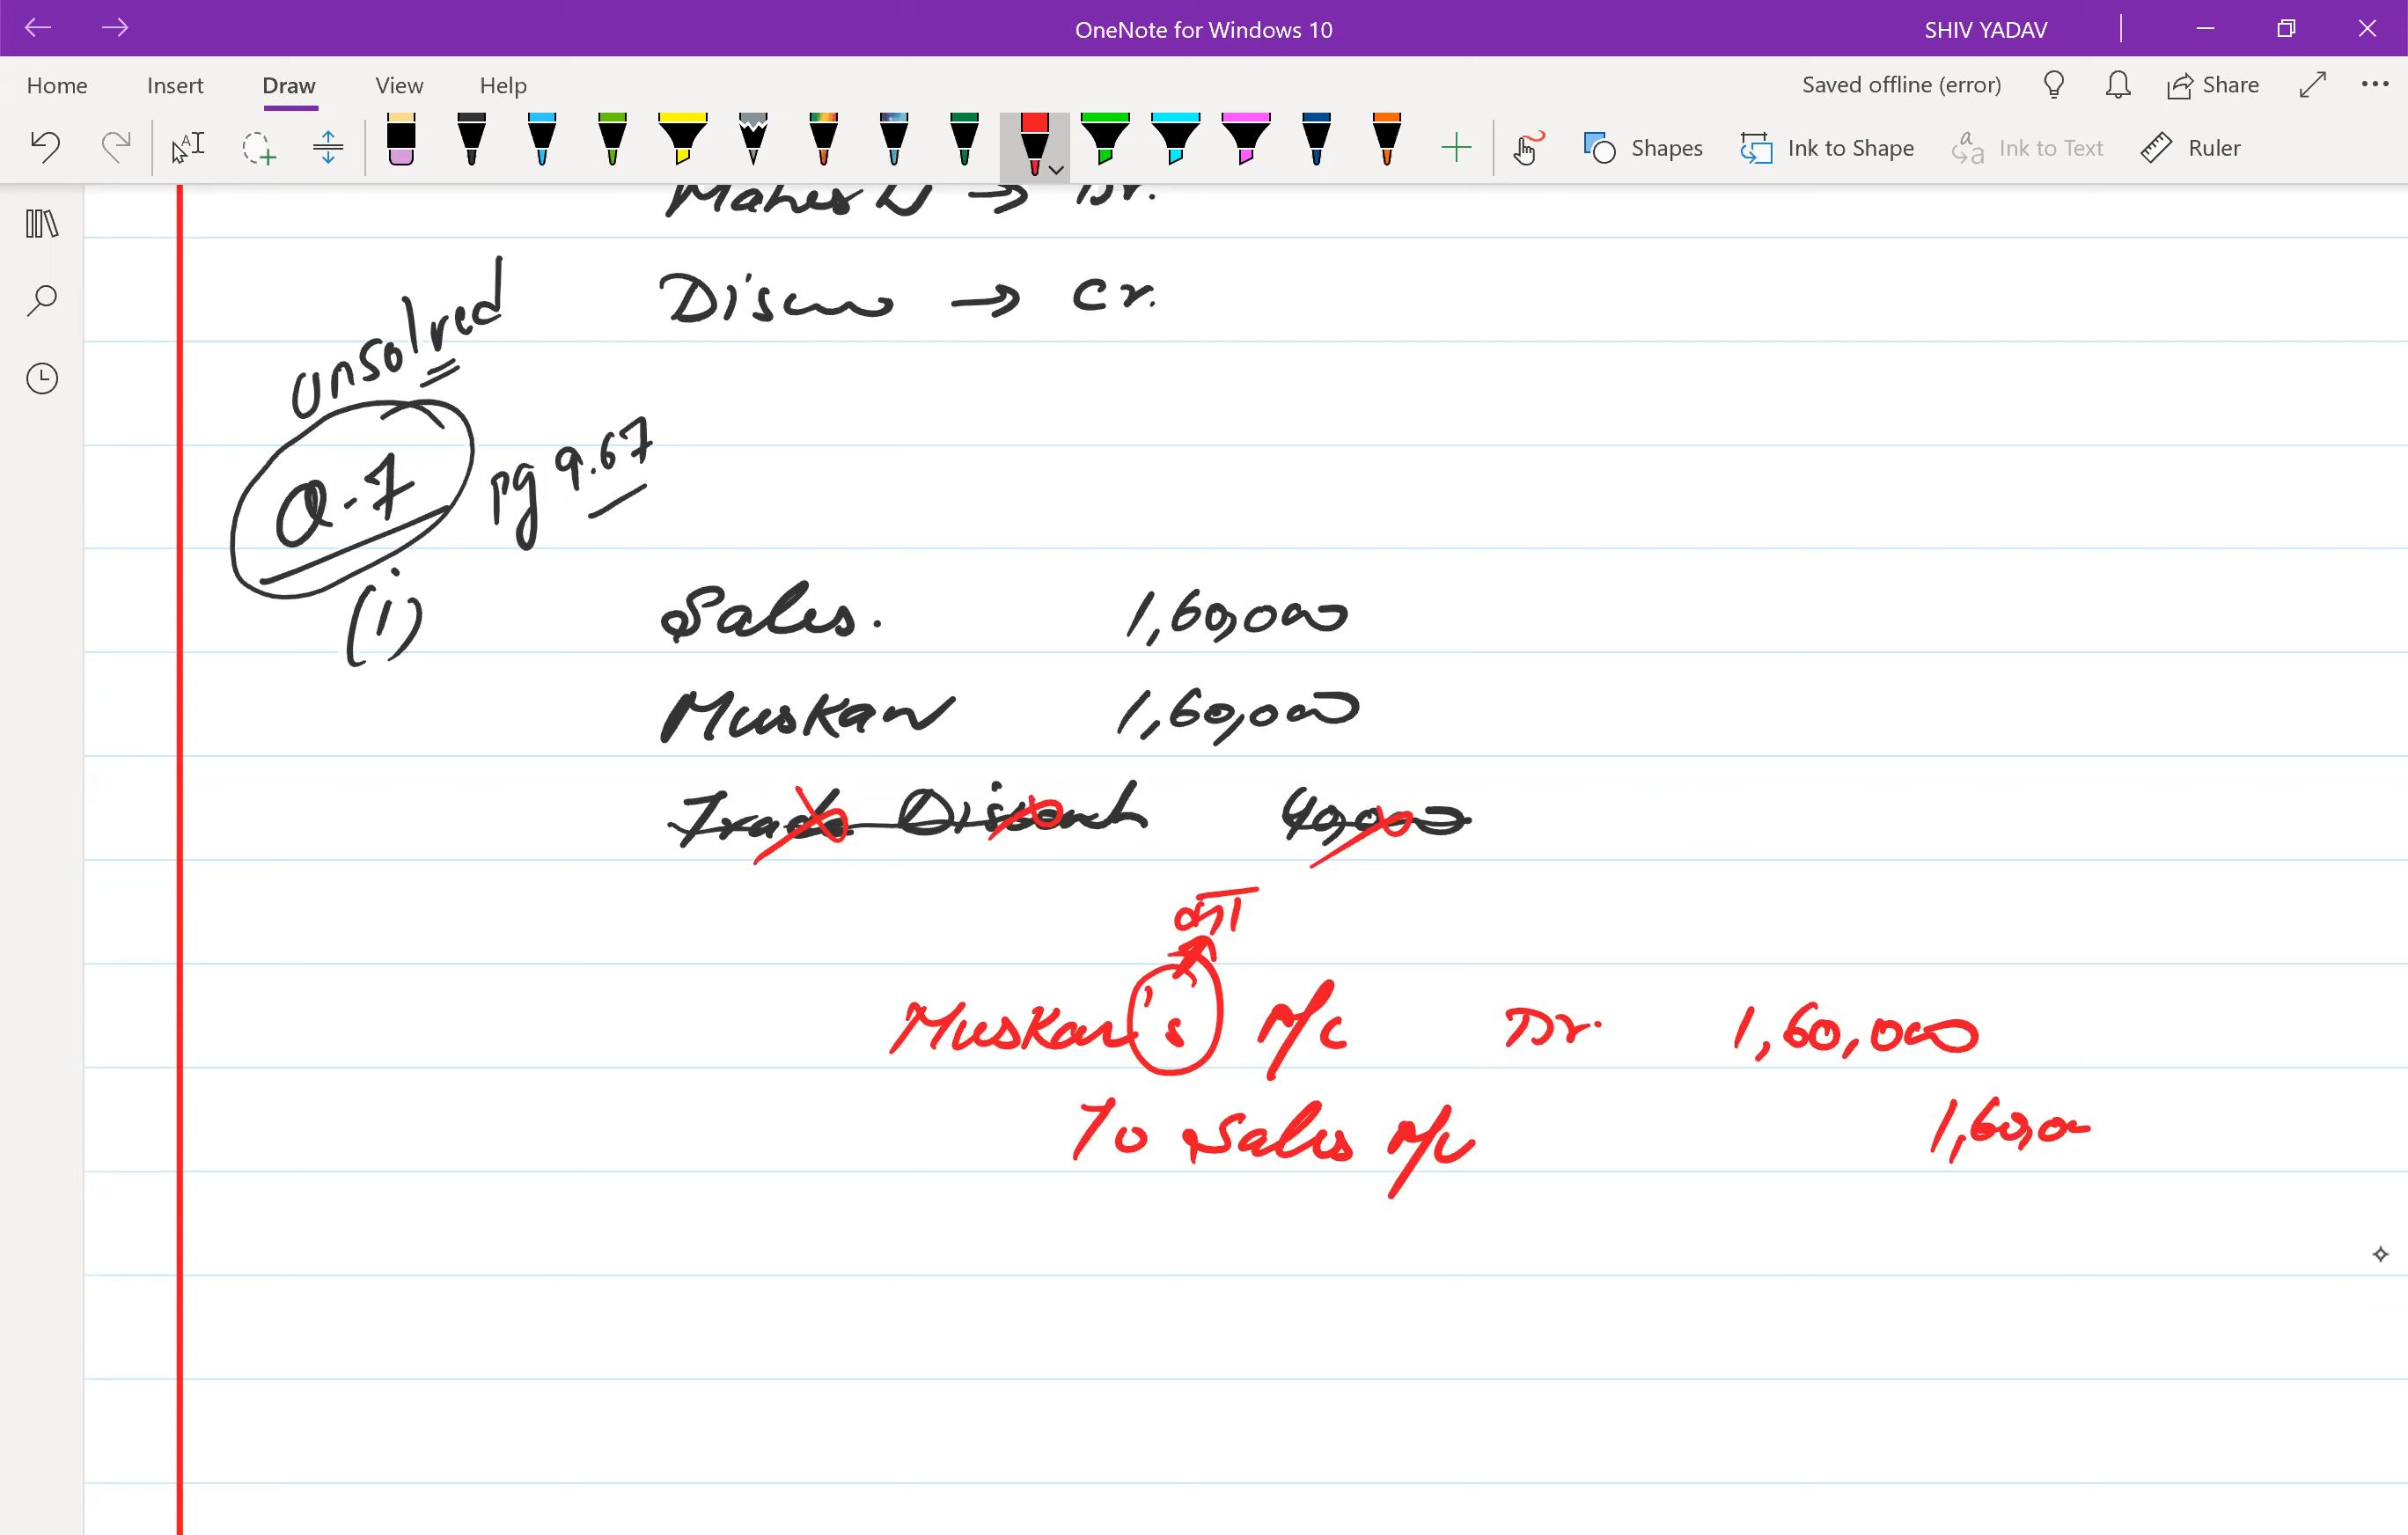 OneNote for Windows 10 SHIV YADAV
Home Insert Draw View Help Saved offline (error) Share
Shapes Ink to Shape Ink to Text Ruler
→ Dr.
→ Cr.
unsolved
Q-7 pg 9.67
(i) Sales. 1,60,000
Muskan 1,60,000
Trade Discount 40,000
का
Muskan's A/c Dr. 1,60,000
To Sales A/c 1,60,000